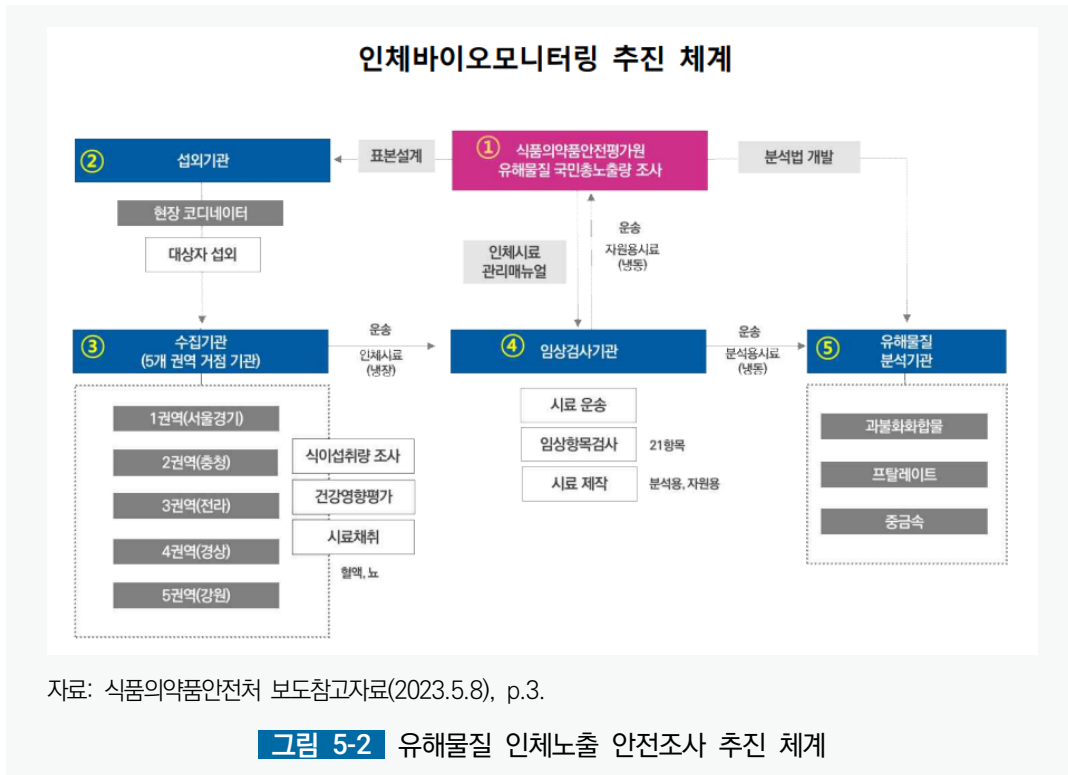 인체바이오모니터링 추진 체계
① 식품의약품안전평가원
유해물질 국민총노출량 조사
표본설계
분석법 개발
② 섭외기관
현장 코디네이터
대상자 섭외
인체시료
관리매뉴얼
운송
자원용시료
(냉동)
③ 수집기관
(5개 권역 거점 기관)
운송
인체시료
(냉장)
④ 임상검사기관
운송
분석용시료
(냉동)
⑤ 유해물질
분석기관
1권역(서울경기)
2권역(충청)
3권역(전라)
4권역(경상)
5권역(강원)
식이섭취량 조사
건강영향평가
시료채취
혈액, 뇨
시료 운송
임상항목검사 21항목
시료 제작 분석용, 자원용
과불화화합물
프탈레이트
중금속
자료: 식품의약품안전처 보도참고자료(2023.5.8), p.3.
그림 5-2 유해물질 인체노출 안전조사 추진 체계